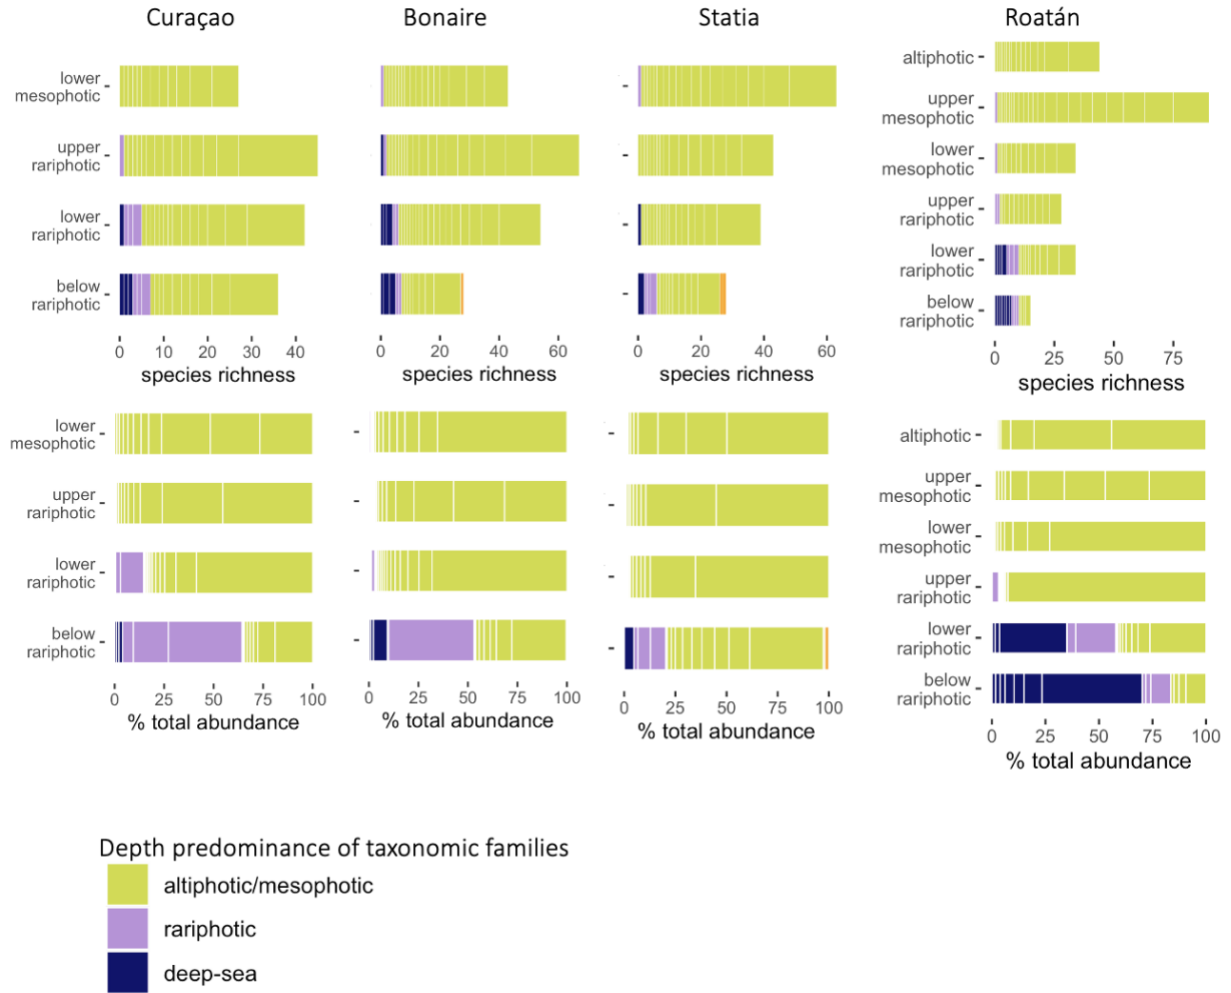 Curaçao Bonaire Statia Roatán
lower
mesophotic
upper
rariphotic
lower
rariphotic
below
rariphotic
0 10 20 30 40
species richness
0 20 40 60
species richness
0 20 40 60
species richness
altiphotic
upper
mesophotic
lower
mesophotic
upper
rariphotic
lower
rariphotic
below
rariphotic
0 25 50 75
species richness
lower
mesophotic
upper
rariphotic
lower
rariphotic
below
rariphotic
0 25 50 75 100
% total abundance
0 25 50 75 100
% total abundance
0 25 50 75 100
% total abundance
altiphotic
upper
mesophotic
lower
mesophotic
upper
rariphotic
lower
rariphotic
below
rariphotic
0 25 50 75 100
% total abundance
Depth predominance of taxonomic families
altiphotic/mesophotic
rariphotic
deep-sea